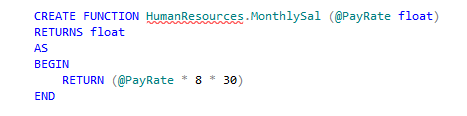 CREATE FUNCTION HumanResources.MonthlySal (@PayRate float)
RETURNS float
AS
BEGIN
RETURN (@PayRate * 8 * 30)
END